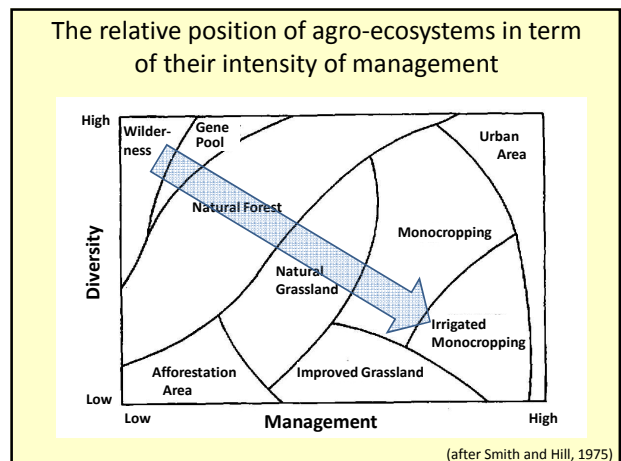 The relative position of agro-ecosystems in term
of their intensity of management
High
Wilder-
ness
Gene
Pool
Urban
Area
Natural Forest
Monocropping
Diversity
Natural
Grassland
Irrigated
Monocropping
Afforestation
Area
Improved Grassland
Low
Low
Management
High
(after Smith and Hill, 1975)